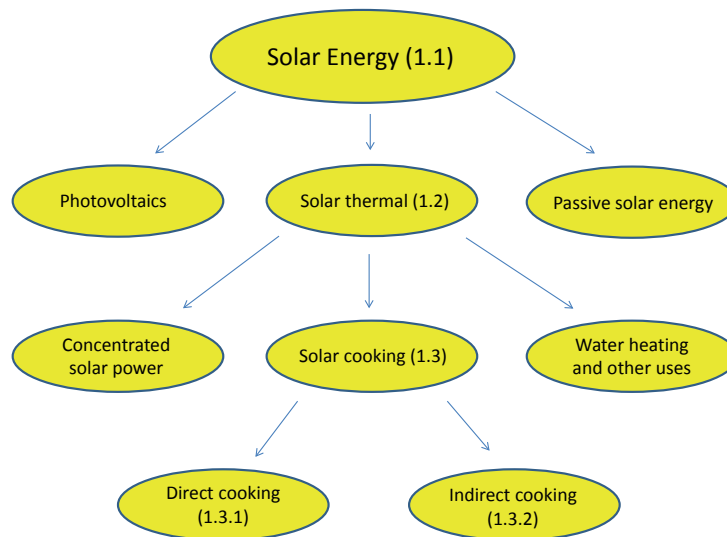 Solar Energy (1.1)
Photovoltaics
Solar thermal (1.2)
Passive solar energy
Concentrated
solar power
Solar cooking (1.3)
Water heating
and other uses
Direct cooking
(1.3.1)
Indirect cooking
(1.3.2)